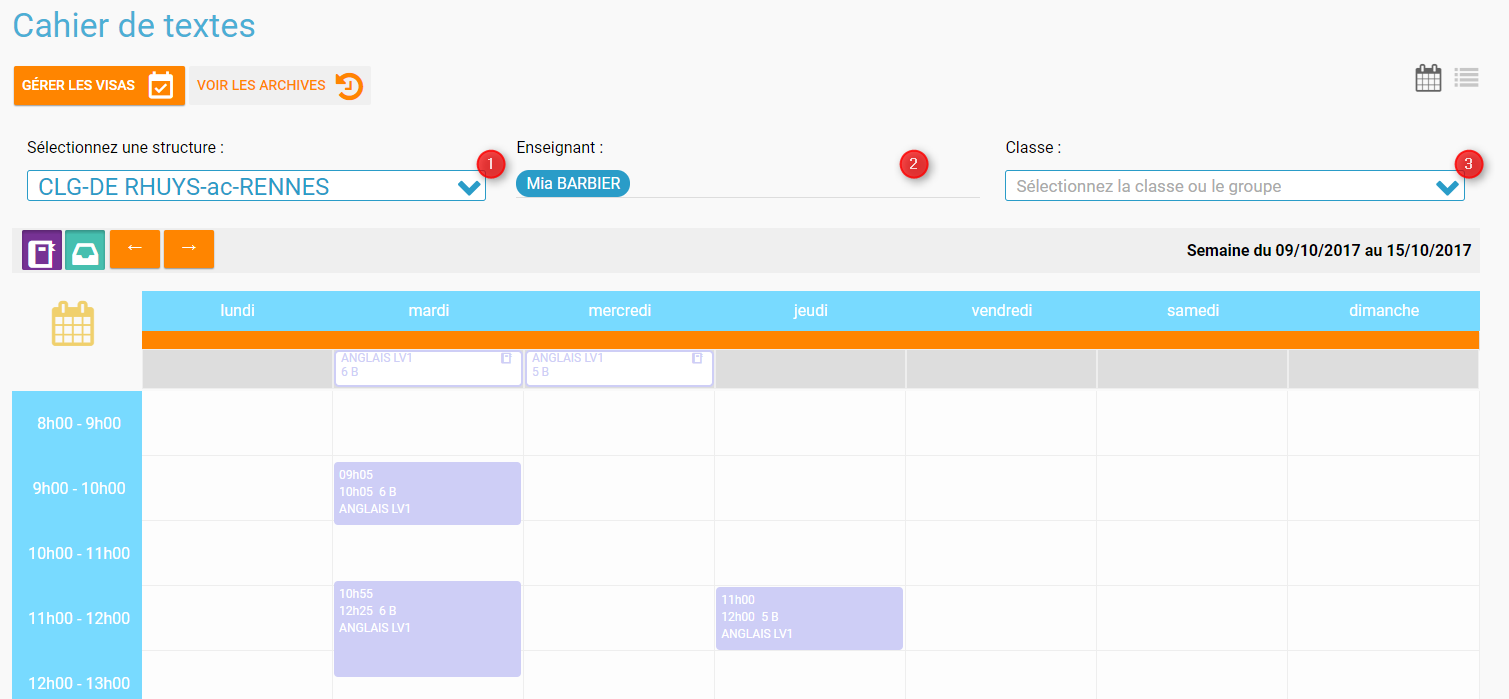 Cahier de textes
GÉRER LES VISAS
VOIR LES ARCHIVES
Sélectionnez une structure :
1
Enseignant :
2
Classe :
3
CLG-DE RHUYS-ac-RENNES
Mia BARBIER
Sélectionnez la classe ou le groupe
← →
Semaine du 09/10/2017 au 15/10/2017
lundi mardi mercredi jeudi vendredi samedi dimanche
ANGLAIS LV1
6 B
ANGLAIS LV1
5 B
8h00 - 9h00
9h00 - 10h00
09h05
10h05 6 B
ANGLAIS LV1
10h00 - 11h00
10h55
12h25 6 B
ANGLAIS LV1
11h00 - 12h00
11h00
12h00 5 B
ANGLAIS LV1
12h00 - 13h00